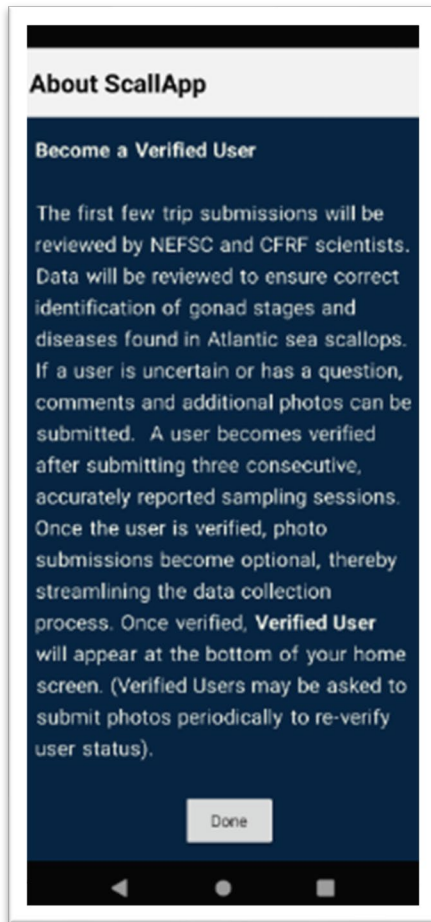 About ScallApp
Become a Verified User
The first few trip submissions will be
reviewed by NEFSC and CFRF scientists.
Data will be reviewed to ensure correct
identification of gonad stages and
diseases found in Atlantic sea scallops.
If a user is uncertain or has a question,
comments and additional photos can be
submitted.  A user becomes verified
after submitting three consecutive,
accurately reported sampling sessions.
Once the user is verified, photo
submissions become optional, thereby
streamlining the data collection
process. Once verified, Verified User
will appear at the bottom of your home
screen. (Verified Users may be asked to
submit photos periodically to re-verify
user status).
Done